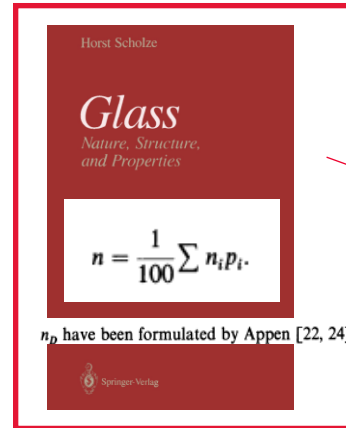 Horst Scholze
Glass
Nature, Structure,
and Properties
n = 1/100 ∑ nᵢpᵢ.
n_D have been formulated by Appen [22, 24]
Springer-Verlag